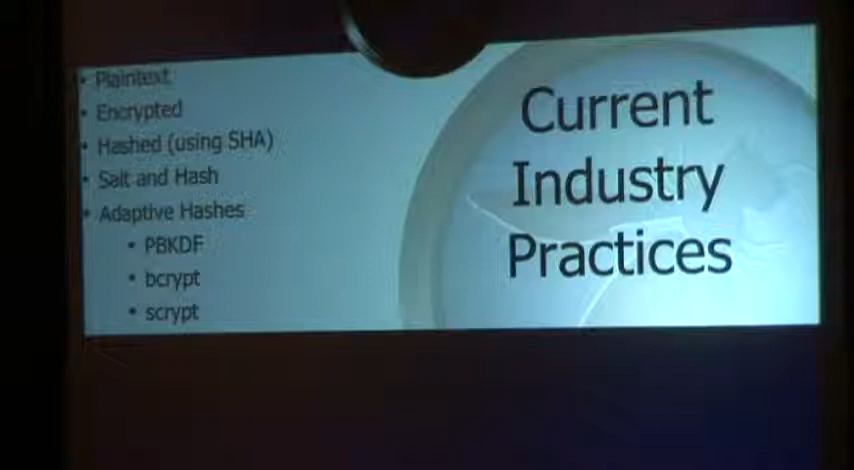 • Plaintext
• Encrypted
• Hashed (using SHA)
• Salt and Hash
• Adaptive Hashes
• PBKDF
• bcrypt
• scrypt
Current
Industry
Practices